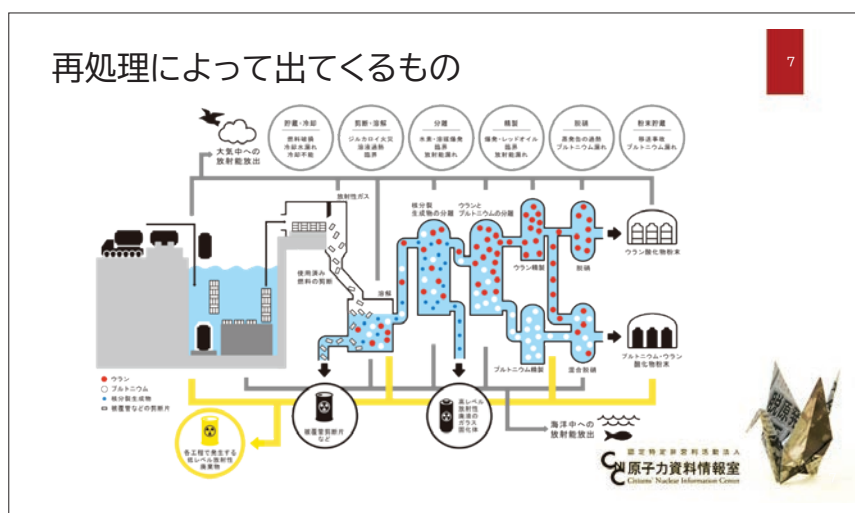 再処理によって出てくるもの
7
貯蔵・冷却
燃料破損
冷却水漏れ
冷却不能
剪断・溶解
ジルカロイ火災
溶液過熱
臨界
分離
水素・溶媒爆発
臨界
放射能漏れ
精製
爆発・レッドオイル
臨界
放射能漏れ
脱硝
蒸発缶の過熱
プルトニウム漏れ
粉末貯蔵
輸送事故
プルトニウム漏れ
大気中への
放射能放出
放射性ガス
核分裂
生成物の分離
ウランと
プルトニウムの分離
使用済み
燃料の剪断
溶解
ウラン精製
脱硝
ウラン酸化物粉末
プルトニウム精製
混合脱硝
プルトニウム・ウラン
酸化物粉末
ウラン
プルトニウム
核分裂生成物
被覆管などの剪断片
各工程で発生する
低レベル放射性
廃棄物
被覆管剪断片
など
高レベル
放射性
廃液の
ガラス
固化体
海洋中への
放射能放出
脱原発
認定特定非営利活動法人
CNIC
原子力資料情報室
Citizens' Nuclear Information Center